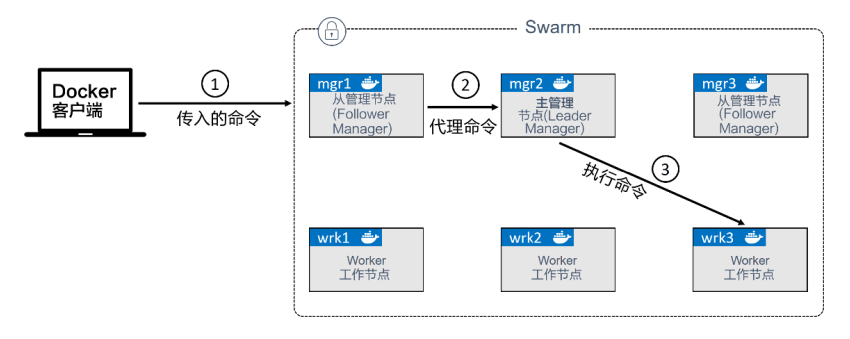 Swarm
Docker
客户端
①
传入的命令
mgr1
从管理节点
(Follower
Manager)
②
代理命令
mgr2
主管理
节点(Leader
Manager)
mgr3
从管理节点
(Follower
Manager)
③
执行命令
wrk1
Worker
工作节点
wrk2
Worker
工作节点
wrk3
Worker
工作节点